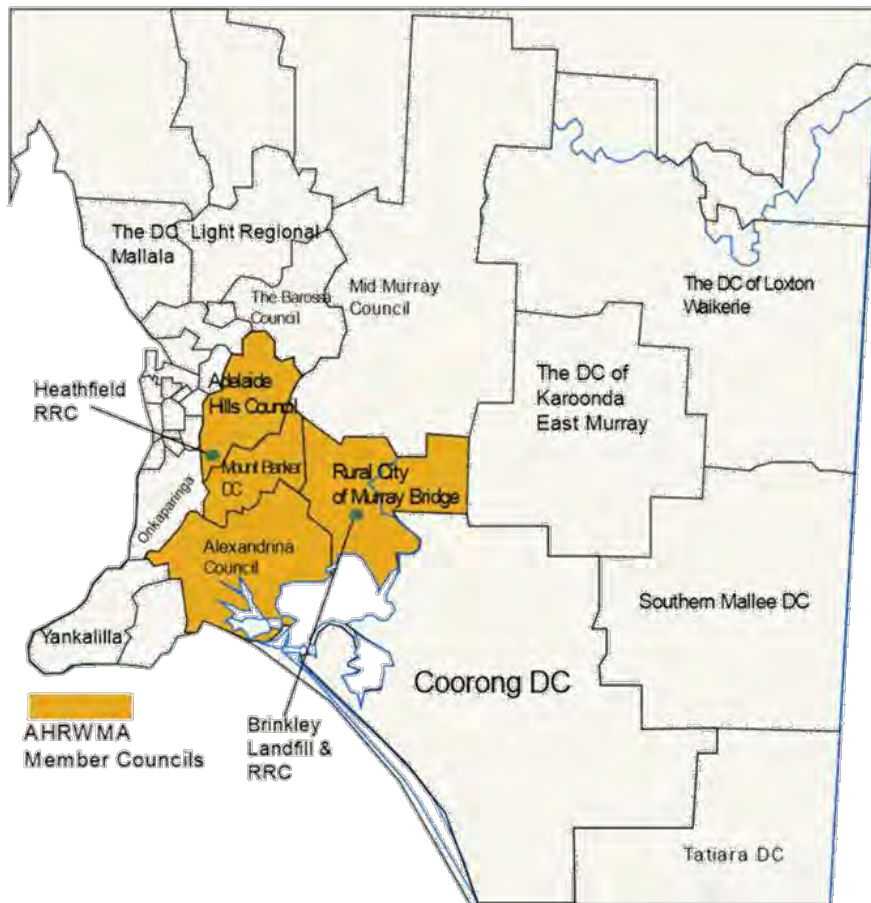 The DC
Mallala
Light Regional
The Barossa
Council
Mid Murray
Council
The DC of Loxton
Waikerie
Heathfield
RRC
Adelaide
Hills Council
The DC of
Karoonda
East Murray
Mount Barker
DC
Rural City
of Murray Bridge
Onkaparinga
Alexandrina
Council
Southern Mallee DC
Yankalilla
Coorong DC
AHRWMA
Member Councils
Brinkley
Landfill &
RRC
Tatiara DC